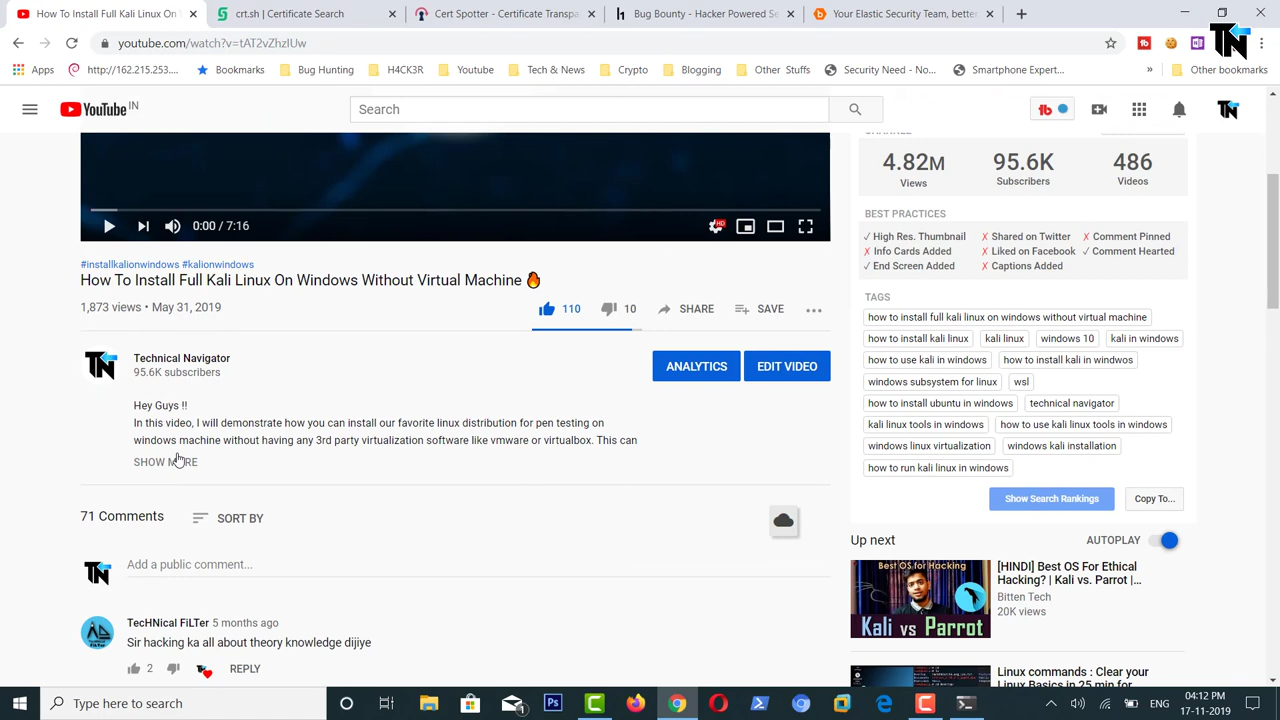 How To Install Full Kali Linux On
crt.sh | Certificate Search
CertSpotter - Certificate Transpa
Bug Bounty - Hacker Powered Se
Your Elastic Security Team, bette
youtube.com/watch?v=tAT2vZhzIUw
TN
Apps
http://162.215.253....
Bookmarks
Bug Hunting
H4CK3R
Youtube
Tech & News
Crypto
Blogging
Other Stuffs
Security Need - No...
Smartphone Expert...
Other bookmarks
YouTube IN
Search
CHANNEL
4.82M
95.6K
486
Views
Subscribers
Videos
BEST PRACTICES
High Res. Thumbnail
Shared on Twitter
Comment Pinned
Info Cards Added
Liked on Facebook
Comment Hearted
End Screen Added
Captions Added
0:00 / 7:16
HD
#installkalionwindows #kalionwindows
How To Install Full Kali Linux On Windows Without Virtual Machine
1,873 views • May 31, 2019
110
10
SHARE
SAVE
TAGS
how to install full kali linux on windows without virtual machine
how to install kali linux
kali linux
windows 10
kali in windows
how to use kali in windows
how to install kali in windwos
windows subsystem for linux
wsl
how to install ubuntu in windows
technical navigator
kali linux tools in windows
how to use kali linux tools in windows
windows linux virtualization
windows kali installation
how to run kali linux in windows
Show Search Rankings
Copy To...
Technical Navigator
95.6K subscribers
ANALYTICS
EDIT VIDEO
Hey Guys !!
In this video, I will demonstrate how you can install our favorite linux distribution for pen testing on
windows machine without having any 3rd party virtualization software like vmware or virtualbox. This can
SHOW MORE
71 Comments
SORT BY
Add a public comment...
TecHNical FiLTer 5 months ago
Sir hacking ka all about theory knowledge dijiye
2
REPLY
Up next
AUTOPLAY
Best OS for Hacking
Kali vs Parrot
[HINDI] Best OS For Ethical
Hacking? | Kali vs. Parrot |...
Bitten Tech
20K views
Linux commands : Clear your
Linux Basics in 25 min for
Type here to search
04:12 PM
17-11-2019